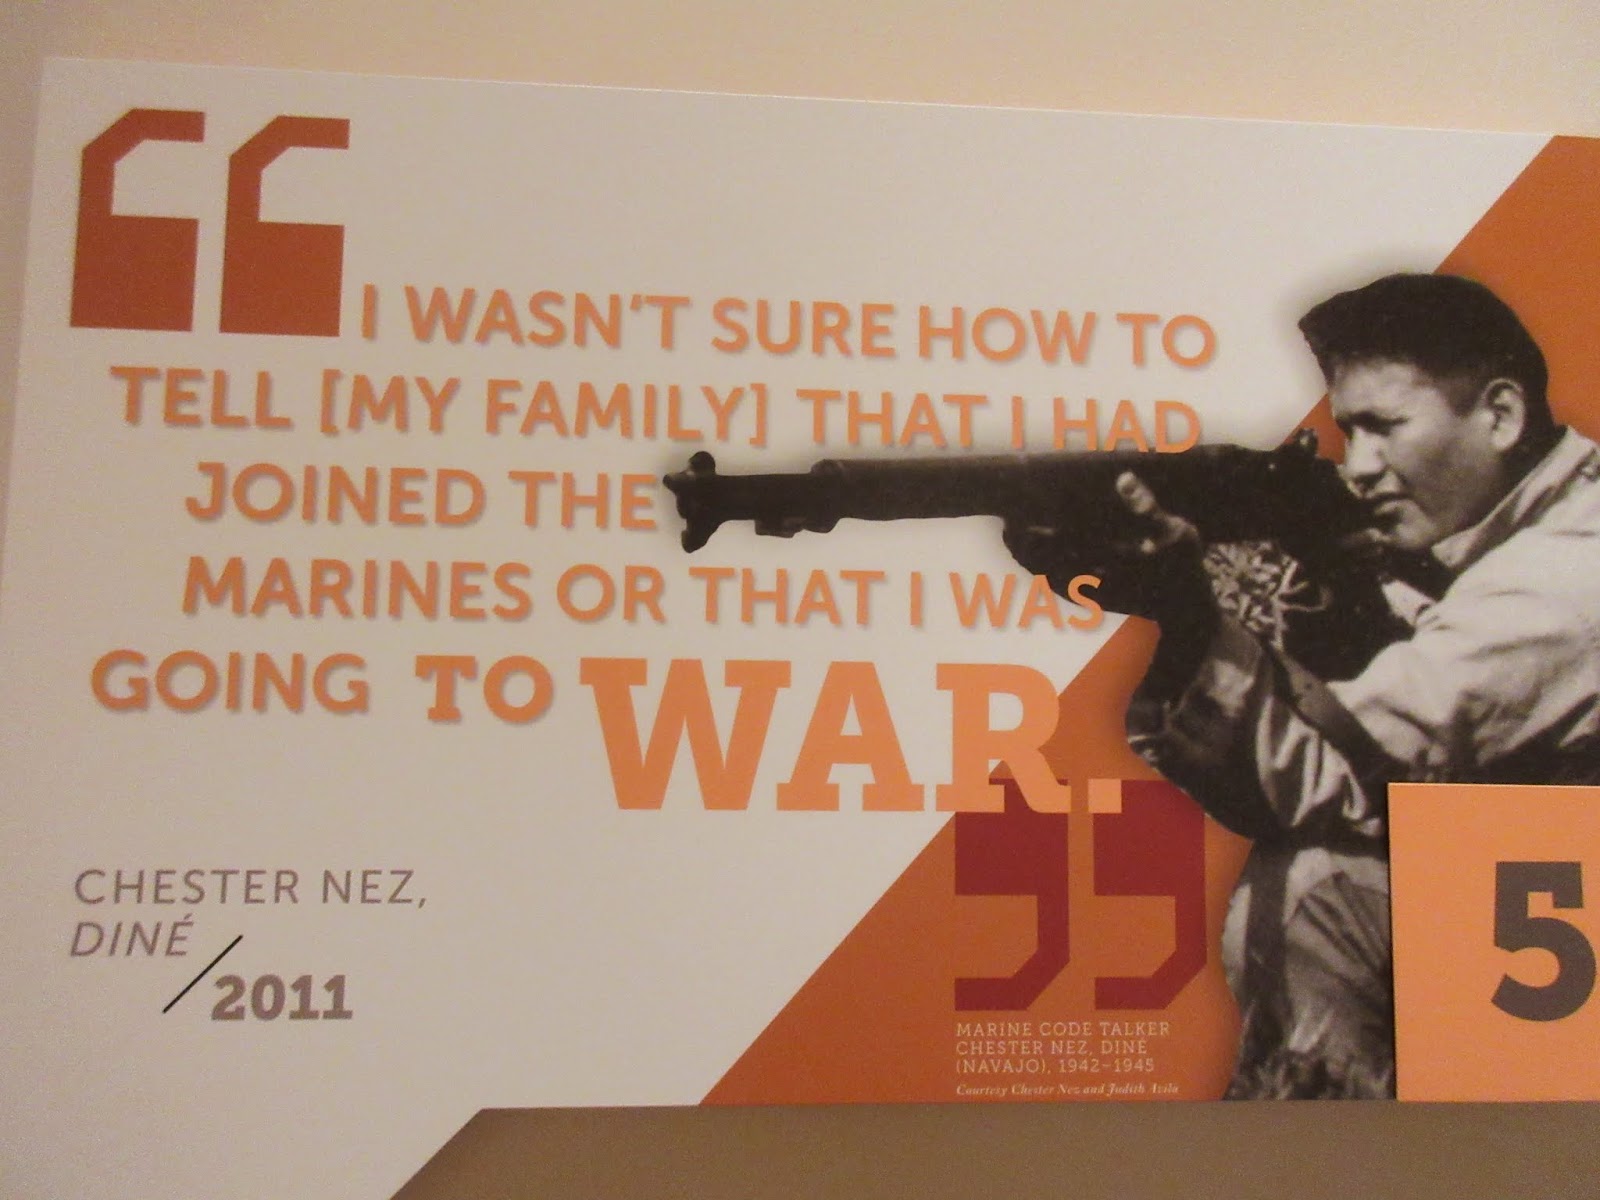 “I WASN'T SURE HOW TO
TELL [MY FAMILY] THAT I HAD
JOINED THE
MARINES OR THAT I WAS
GOING TO WAR.”
CHESTER NEZ,
DINÉ
/2011
MARINE CODE TALKER
CHESTER NEZ, DINÉ
(NAVAJO), 1942–1945
Courtesy Chester Nez and Judith Avila
5